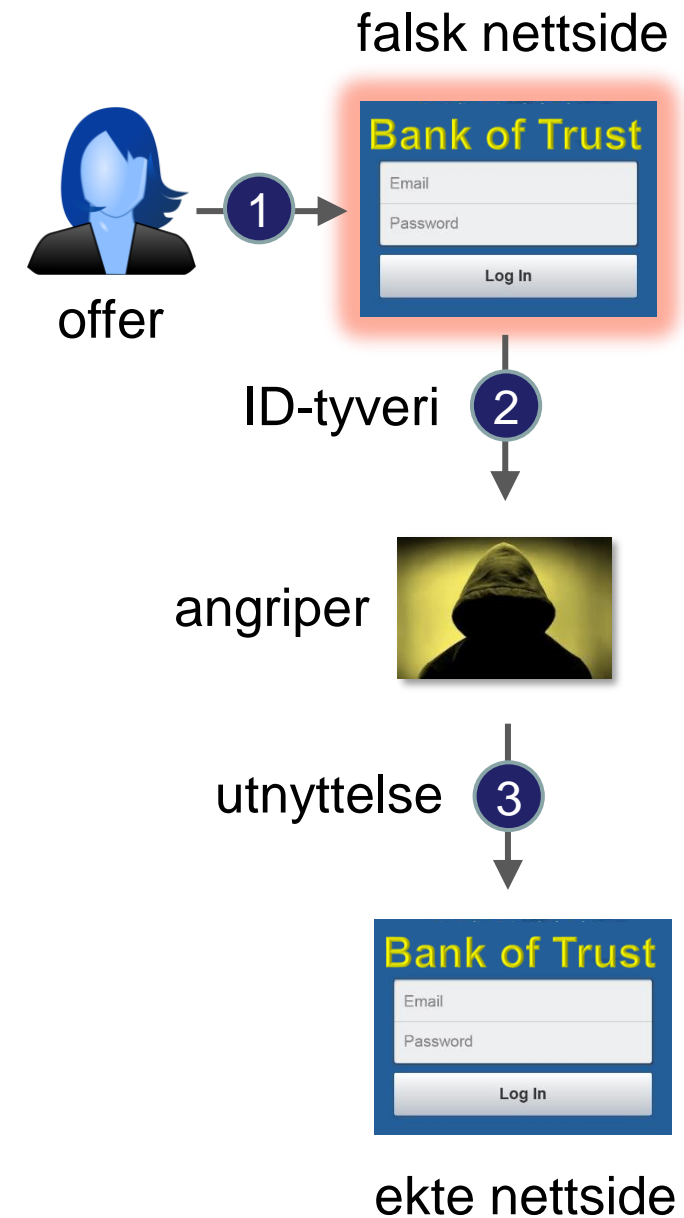 falsk nettside
Bank of Trust
Email
Password
Log In
1
offer
ID-tyveri
2
angriper
utnyttelse
3
Bank of Trust
Email
Password
Log In
ekte nettside